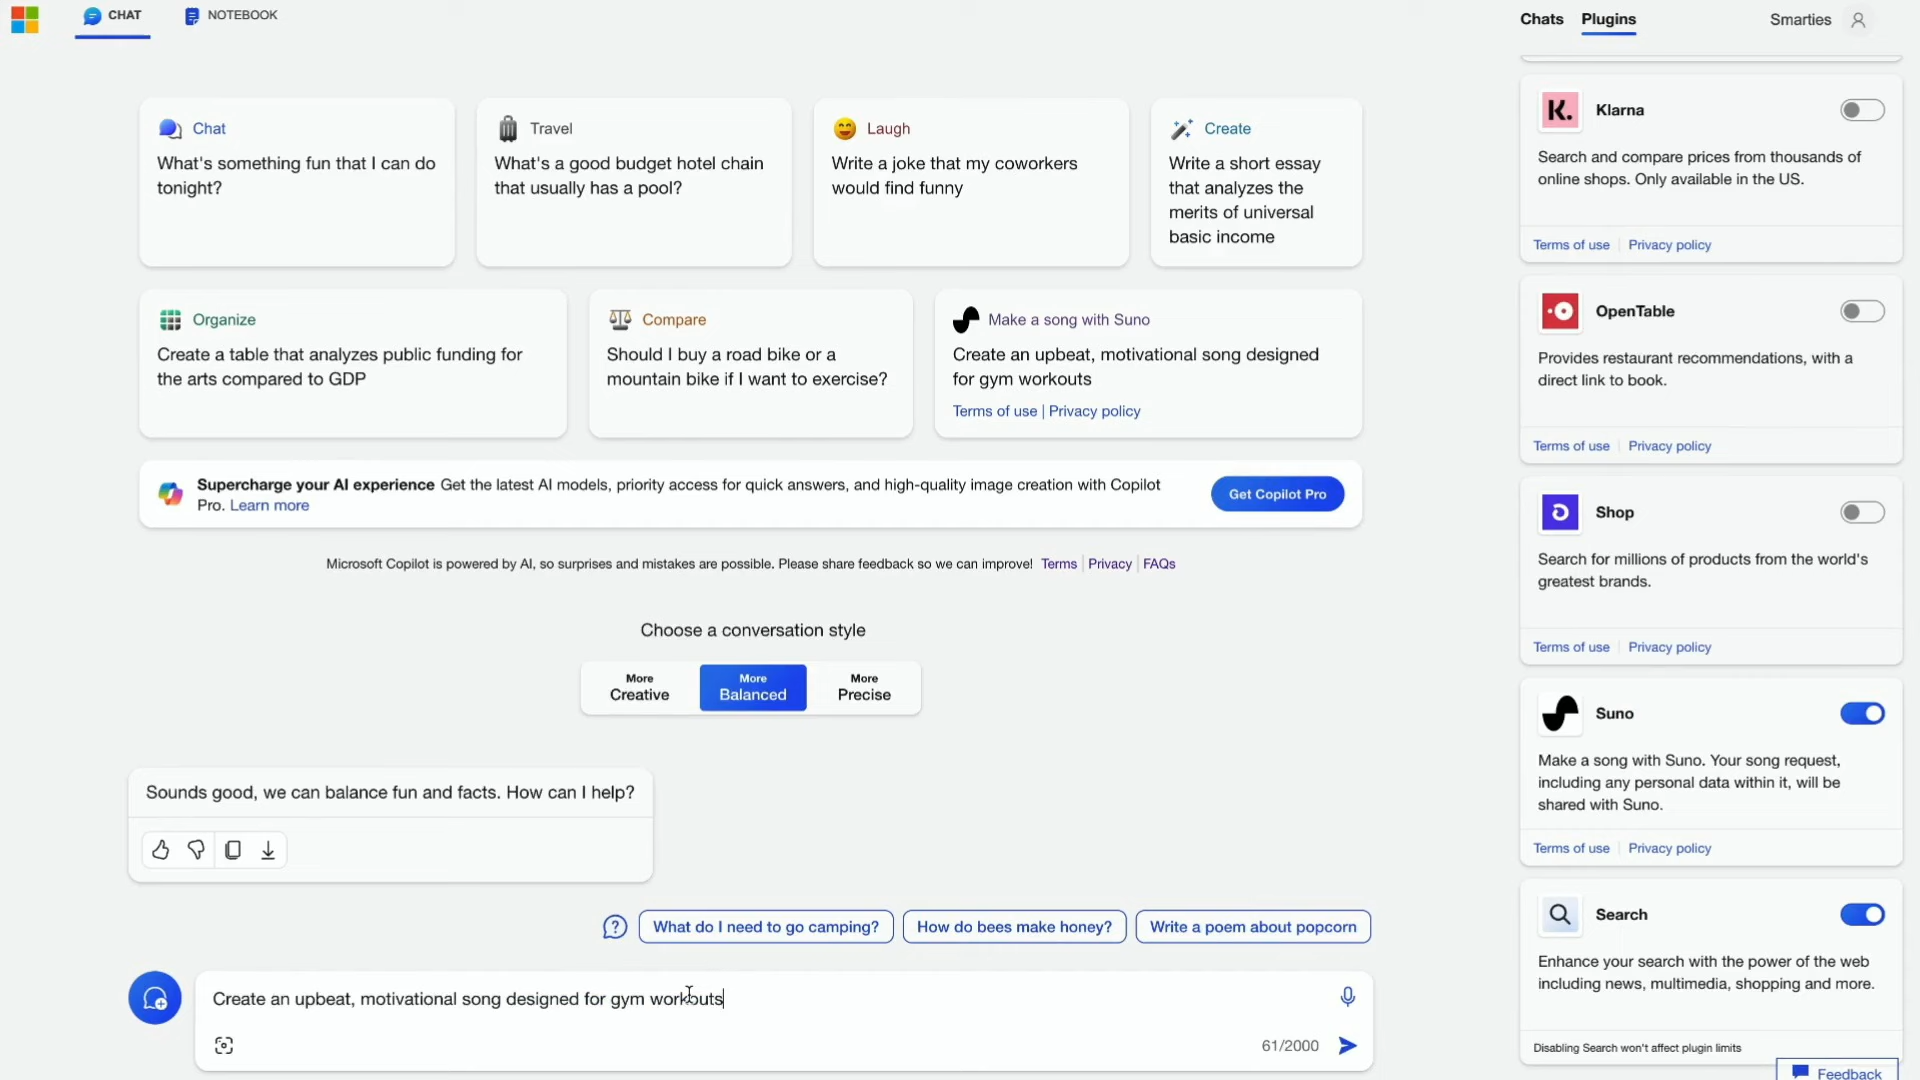 CHAT
NOTEBOOK
Chats
Plugins
Smarties
Chat
What's something fun that I can do
tonight?
Travel
What's a good budget hotel chain
that usually has a pool?
Laugh
Write a joke that my coworkers
would find funny
Create
Write a short essay
that analyzes the
merits of universal
basic income
Organize
Create a table that analyzes public funding for
the arts compared to GDP
Compare
Should I buy a road bike or a
mountain bike if I want to exercise?
Make a song with Suno
Create an upbeat, motivational song designed
for gym workouts
Terms of use | Privacy policy
Supercharge your AI experience Get the latest AI models, priority access for quick answers, and high-quality image creation with Copilot
Pro. Learn more
Get Copilot Pro
Microsoft Copilot is powered by AI, so surprises and mistakes are possible. Please share feedback so we can improve! Terms Privacy FAQs
Choose a conversation style
More
Creative
More
Balanced
More
Precise
Sounds good, we can balance fun and facts. How can I help?
What do I need to go camping?
How do bees make honey?
Write a poem about popcorn
Create an upbeat, motivational song designed for gym workouts
61/2000
K.
Klarna
Search and compare prices from thousands of
online shops. Only available in the US.
Terms of use Privacy policy
OpenTable
Provides restaurant recommendations, with a
direct link to book.
Terms of use Privacy policy
Shop
Search for millions of products from the world's
greatest brands.
Terms of use Privacy policy
Suno
Make a song with Suno. Your song request,
including any personal data within it, will be
shared with Suno.
Terms of use Privacy policy
Search
Enhance your search with the power of the web
including news, multimedia, shopping and more.
Disabling Search won't affect plugin limits
Feedback